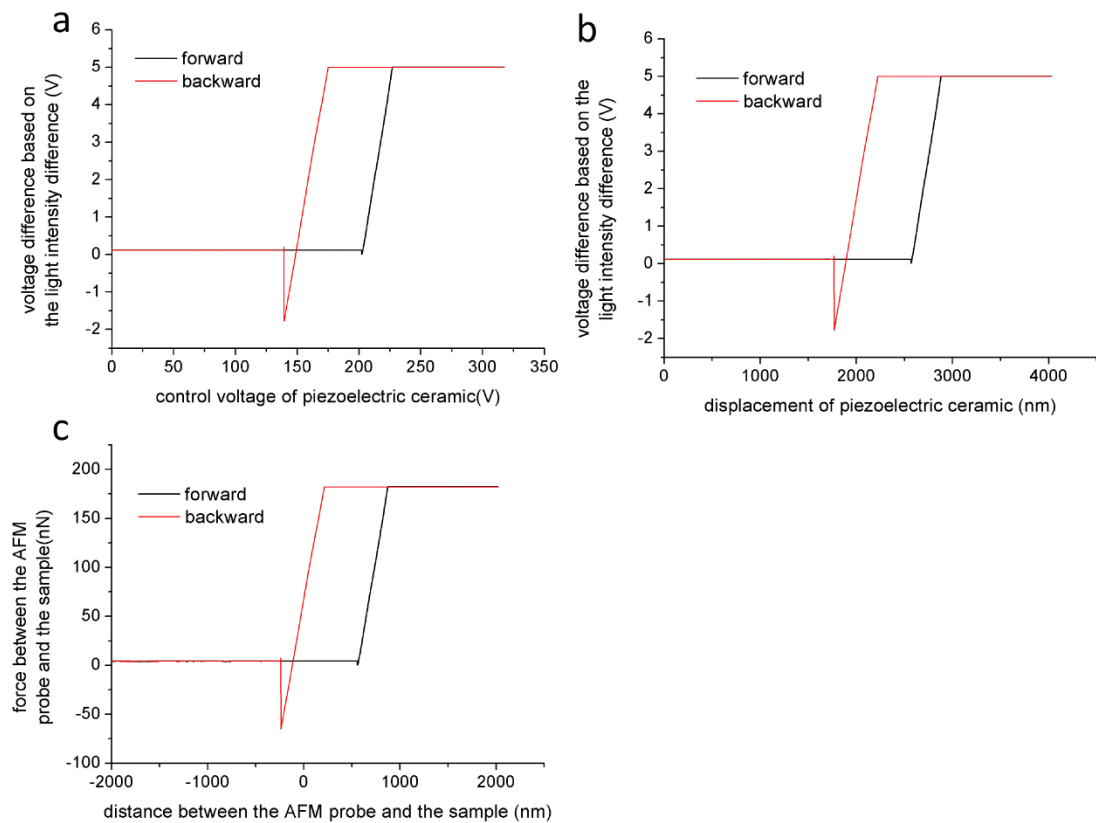 a
6
5
4
3
2
1
0
-1
-2
voltage difference based on
the light intensity difference (V)
forward
backward
0
50
100
150
200
250
300
350
control voltage of piezoelectric ceramic(V)
b
6
5
4
3
2
1
0
-1
-2
voltage difference based on the
light intensity difference (V)
forward
backward
0
1000
2000
3000
4000
displacement of piezoelectric ceramic (nm)
c
200
150
100
50
0
-50
-100
force between the AFM
probe and the sample(nN)
forward
backward
-2000
-1000
0
1000
2000
distance between the AFM probe and the sample (nm)